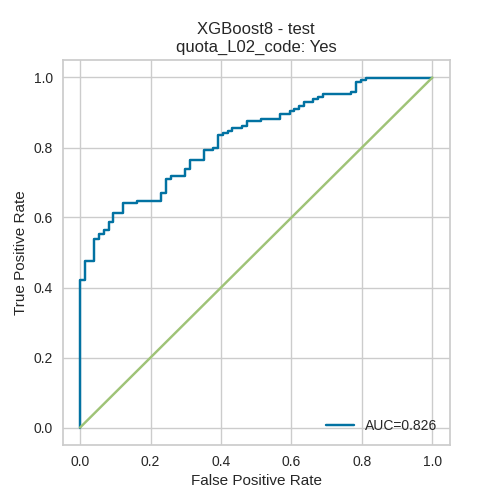 XGBoost8 - test
quota_L02_code: Yes
True Positive Rate
1.0
0.8
0.6
0.4
0.2
0.0
AUC=0.826
0.0 0.2 0.4 0.6 0.8 1.0
False Positive Rate